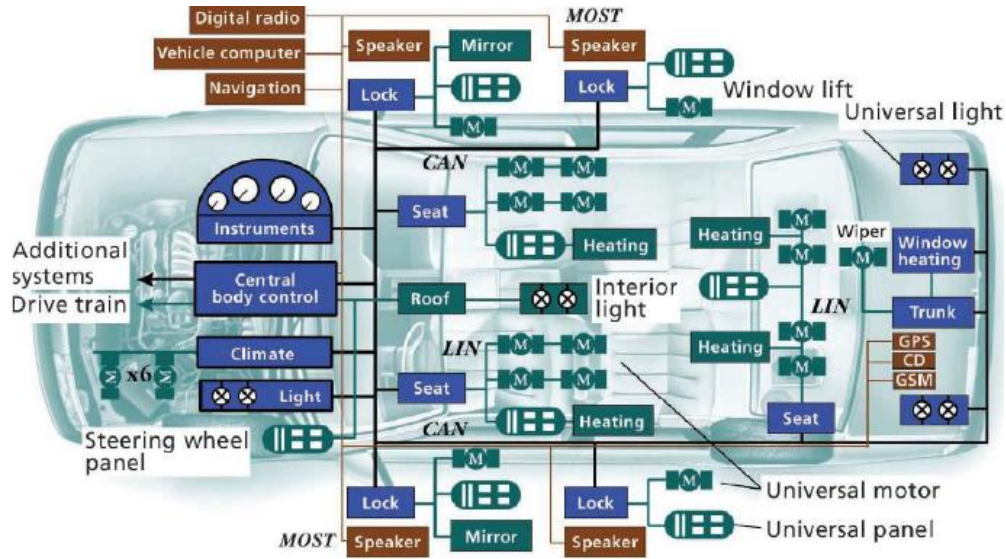 Digital radio
MOST
Speaker
Mirror
Speaker
Vehicle computer
Navigation
Lock
Lock
Window lift
Universal light
M
M
CAN
M
M
Seat
M
M
Instruments
Heating
M
Heating
Wiper
M
M
Window
heating
Additional
systems
Drive train
Central
body control
Roof
Interior
light
LIN
Trunk
GPS
CD
GSM
M
x6
M
Climate
LIN
M
M
Heating
M
M
Light
Seat
M
M
Heating
Seat
CAN
Steering wheel
panel
M
Lock
Lock
M
Universal motor
Universal panel
MOST
Speaker
Mirror
Speaker